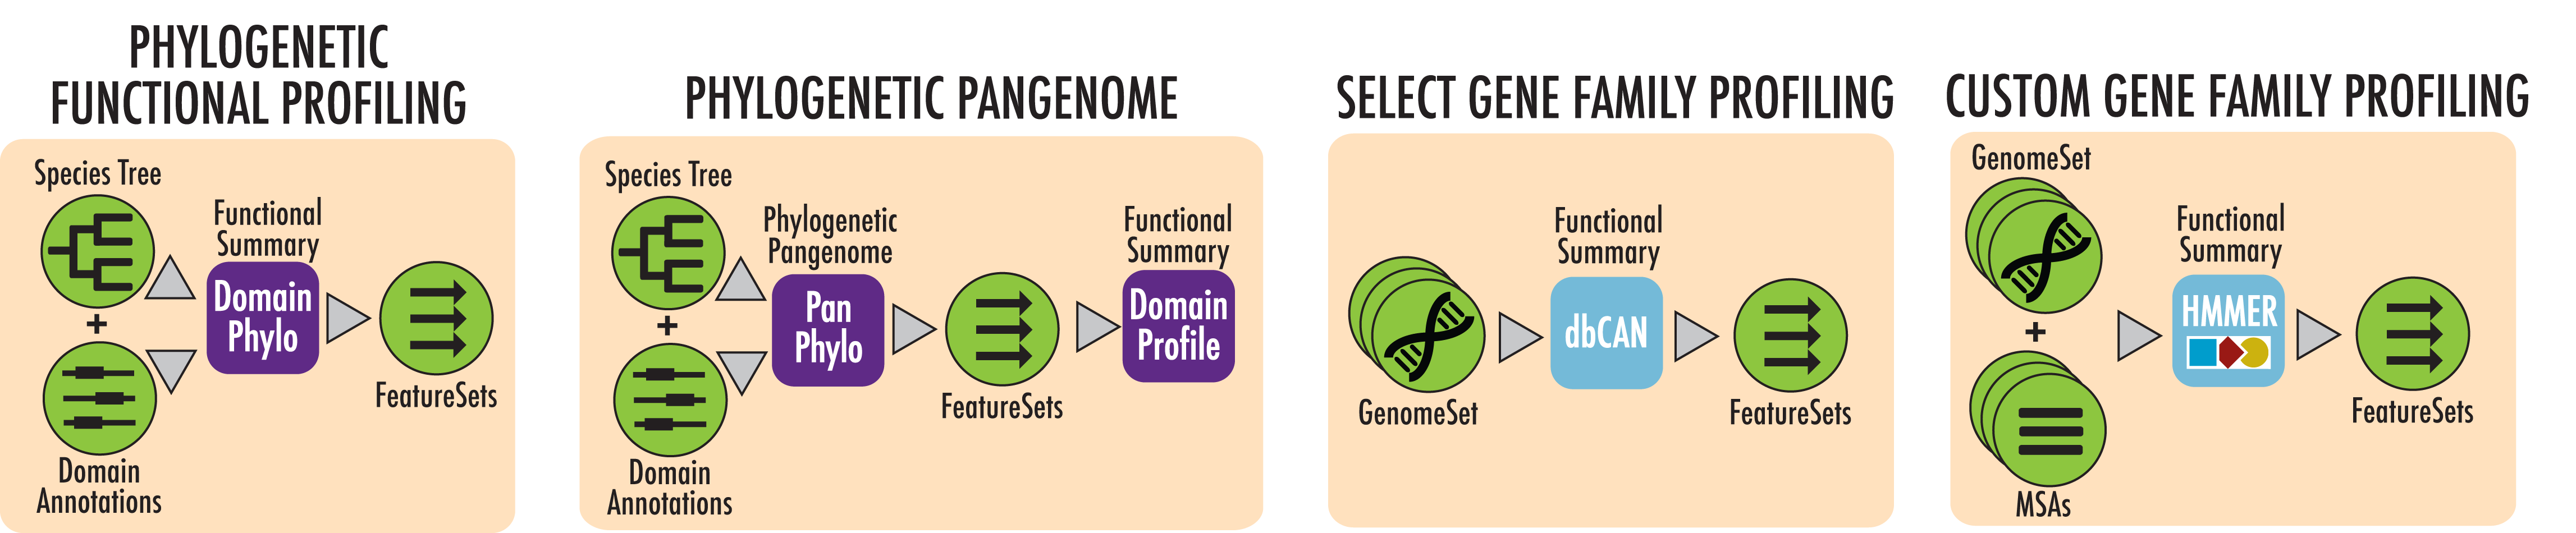 PHYLOGENETIC
FUNCTIONAL PROFILING
Species Tree
Functional
Summary
Domain
Phylo
+
FeatureSets
Domain
Annotations
PHYLOGENETIC PANGENOME
Species Tree
Phylogenetic
Pangenome
Pan
Phylo
+
FeatureSets
Functional
Summary
Domain
Profile
Domain
Annotations
SELECT GENE FAMILY PROFILING
GenomeSet
Functional
Summary
dbCAN
FeatureSets
CUSTOM GENE FAMILY PROFILING
GenomeSet
+
MSAs
Functional
Summary
HMMER
FeatureSets